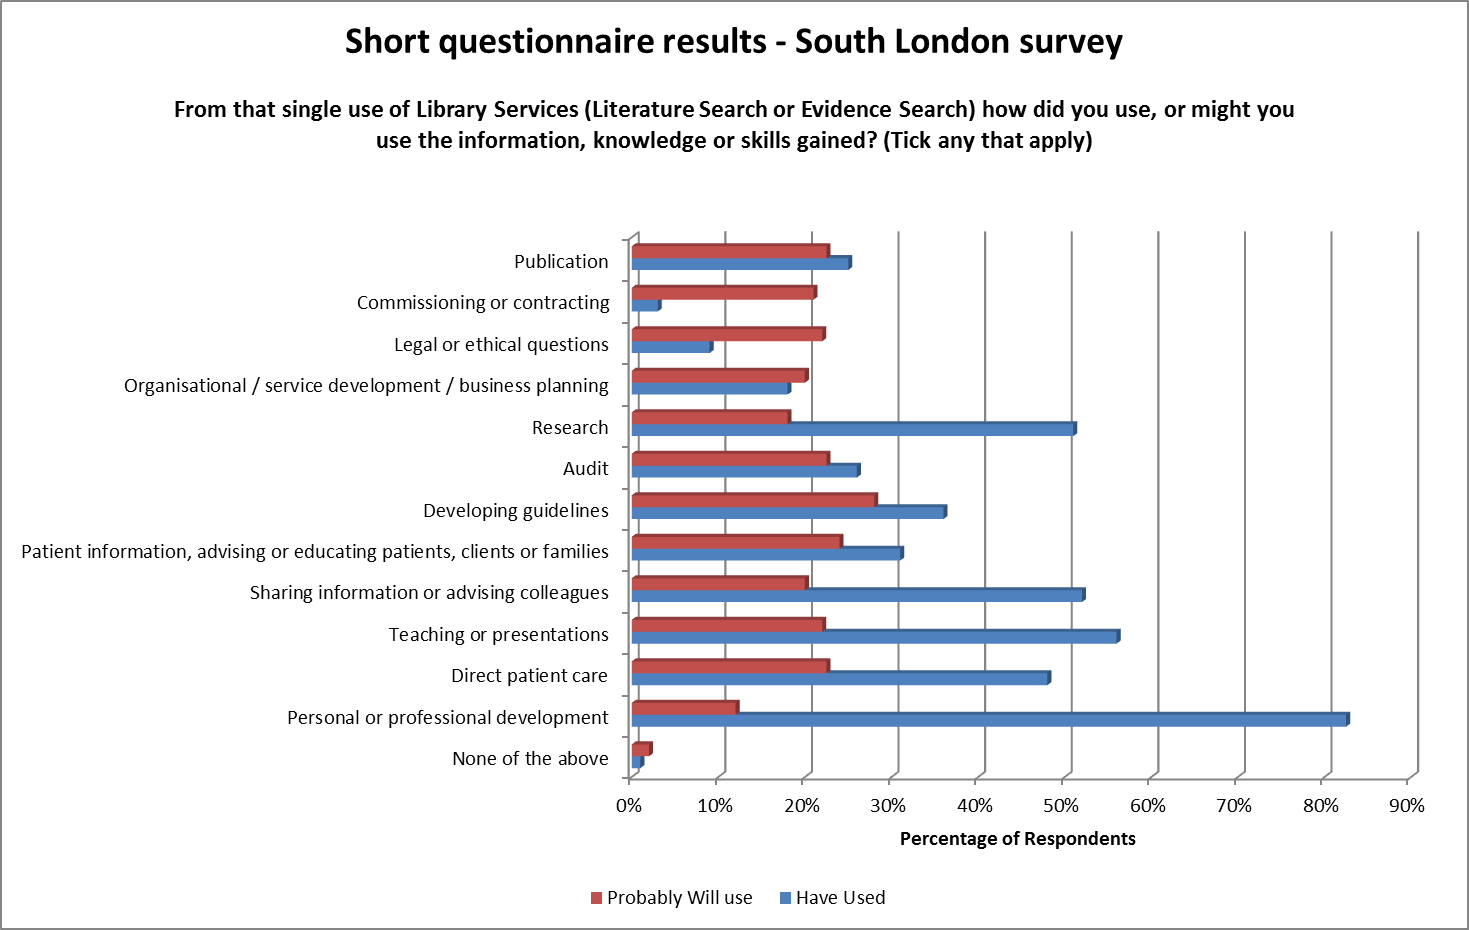 Short questionnaire results - South London survey
From that single use of Library Services (Literature Search or Evidence Search) how did you use, or might you
use the information, knowledge or skills gained? (Tick any that apply)
Publication
Commissioning or contracting
Legal or ethical questions
Organisational / service development / business planning
Research
Audit
Developing guidelines
Patient information, advising or educating patients, clients or families
Sharing information or advising colleagues
Teaching or presentations
Direct patient care
Personal or professional development
None of the above
0% 10% 20% 30% 40% 50% 60% 70% 80% 90%
Percentage of Respondents
Probably Will use Have Used